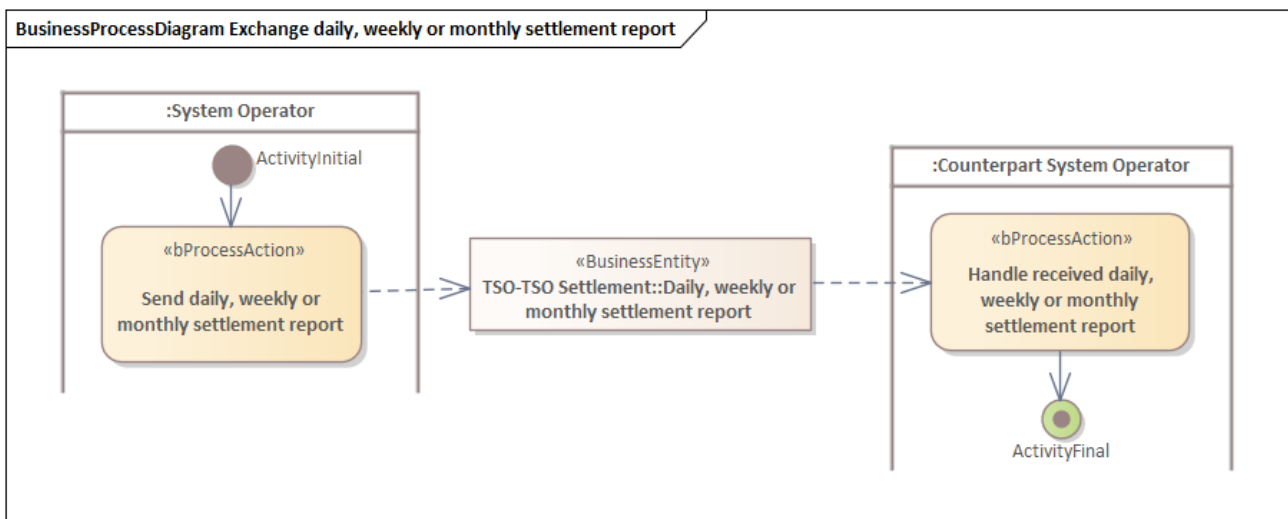 BusinessProcessDiagram Exchange daily, weekly or monthly settlement report
:System Operator
ActivityInitial
«bProcessAction»
Send daily, weekly or
monthly settlement report
«BusinessEntity»
TSO-TSO Settlement::Daily, weekly or
monthly settlement report
:Counterpart System Operator
«bProcessAction»
Handle received daily,
weekly or monthly
settlement report
ActivityFinal